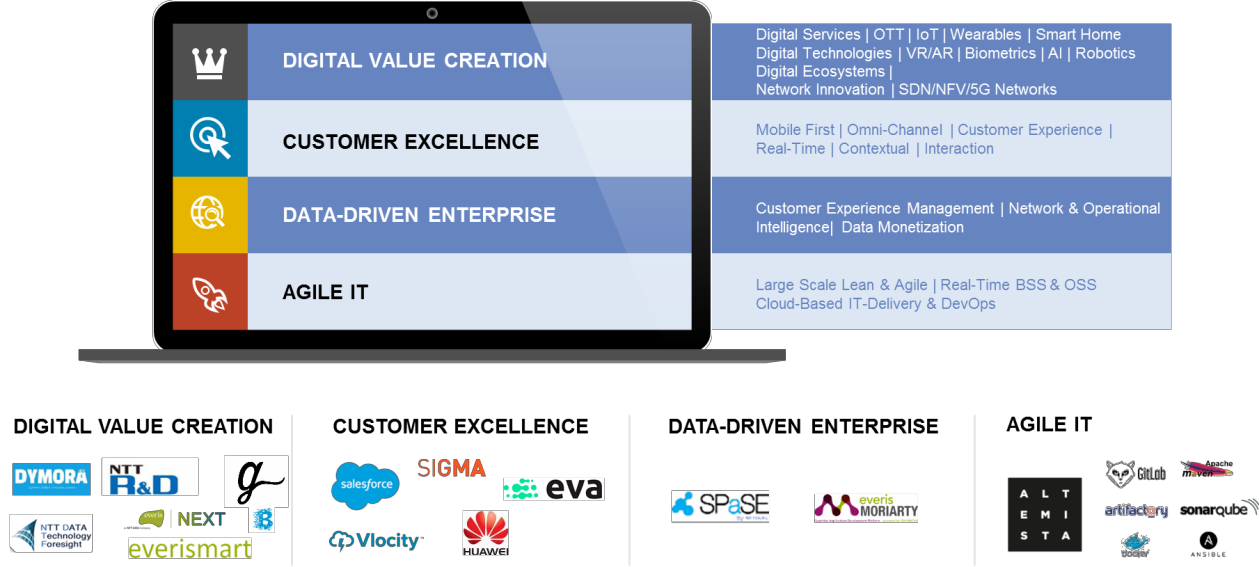 DIGITAL VALUE CREATION
Digital Services | OTT | IoT | Wearables | Smart Home
Digital Technologies | VR/AR | Biometrics | AI | Robotics
Digital Ecosystems |
Network Innovation | SDN/NFV/5G Networks
CUSTOMER EXCELLENCE
Mobile First | Omni-Channel | Customer Experience |
Real-Time | Contextual | Interaction
DATA-DRIVEN ENTERPRISE
Customer Experience Management | Network & Operational
Intelligence| Data Monetization
AGILE IT
Large Scale Lean & Agile | Real-Time BSS & OSS
Cloud-Based IT-Delivery & DevOps
DIGITAL VALUE CREATION
DYMORA
NTT
R&D
g
NTT DATA
Technology
Foresight
everis
NEXT
everismart
CUSTOMER EXCELLENCE
salesforce
SIGMA
eva
Vlocity
HUAWEI
DATA-DRIVEN ENTERPRISE
SPaSE
everis
MORIARTY
AGILE IT
ALT
EMI
STA
GitLab
Apache
maven
artifactory
sonarqube
docker
ANSIBLE